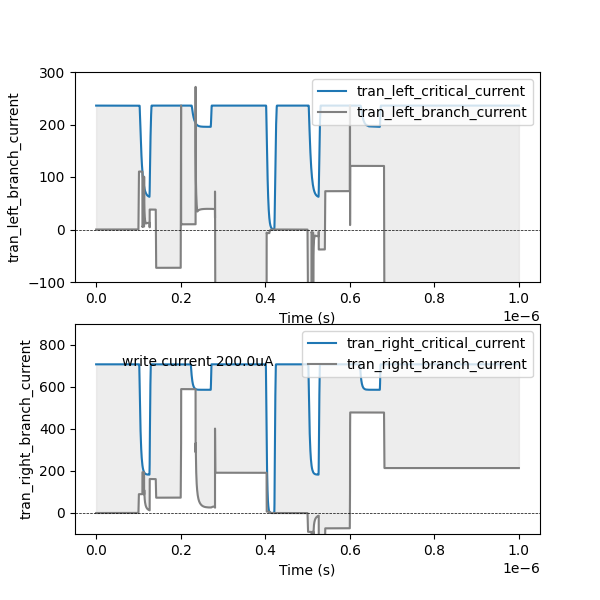 tran_left_branch_current
300
200
100
0
−100
tran_left_critical_current
tran_left_branch_current
0.0 0.2 0.4 0.6 0.8 1.0
Time (s)
1e−6
tran_right_branch_current
800
600
400
200
0
write current 200.0uA
tran_right_critical_current
tran_right_branch_current
0.0 0.2 0.4 0.6 0.8 1.0
Time (s)
1e−6